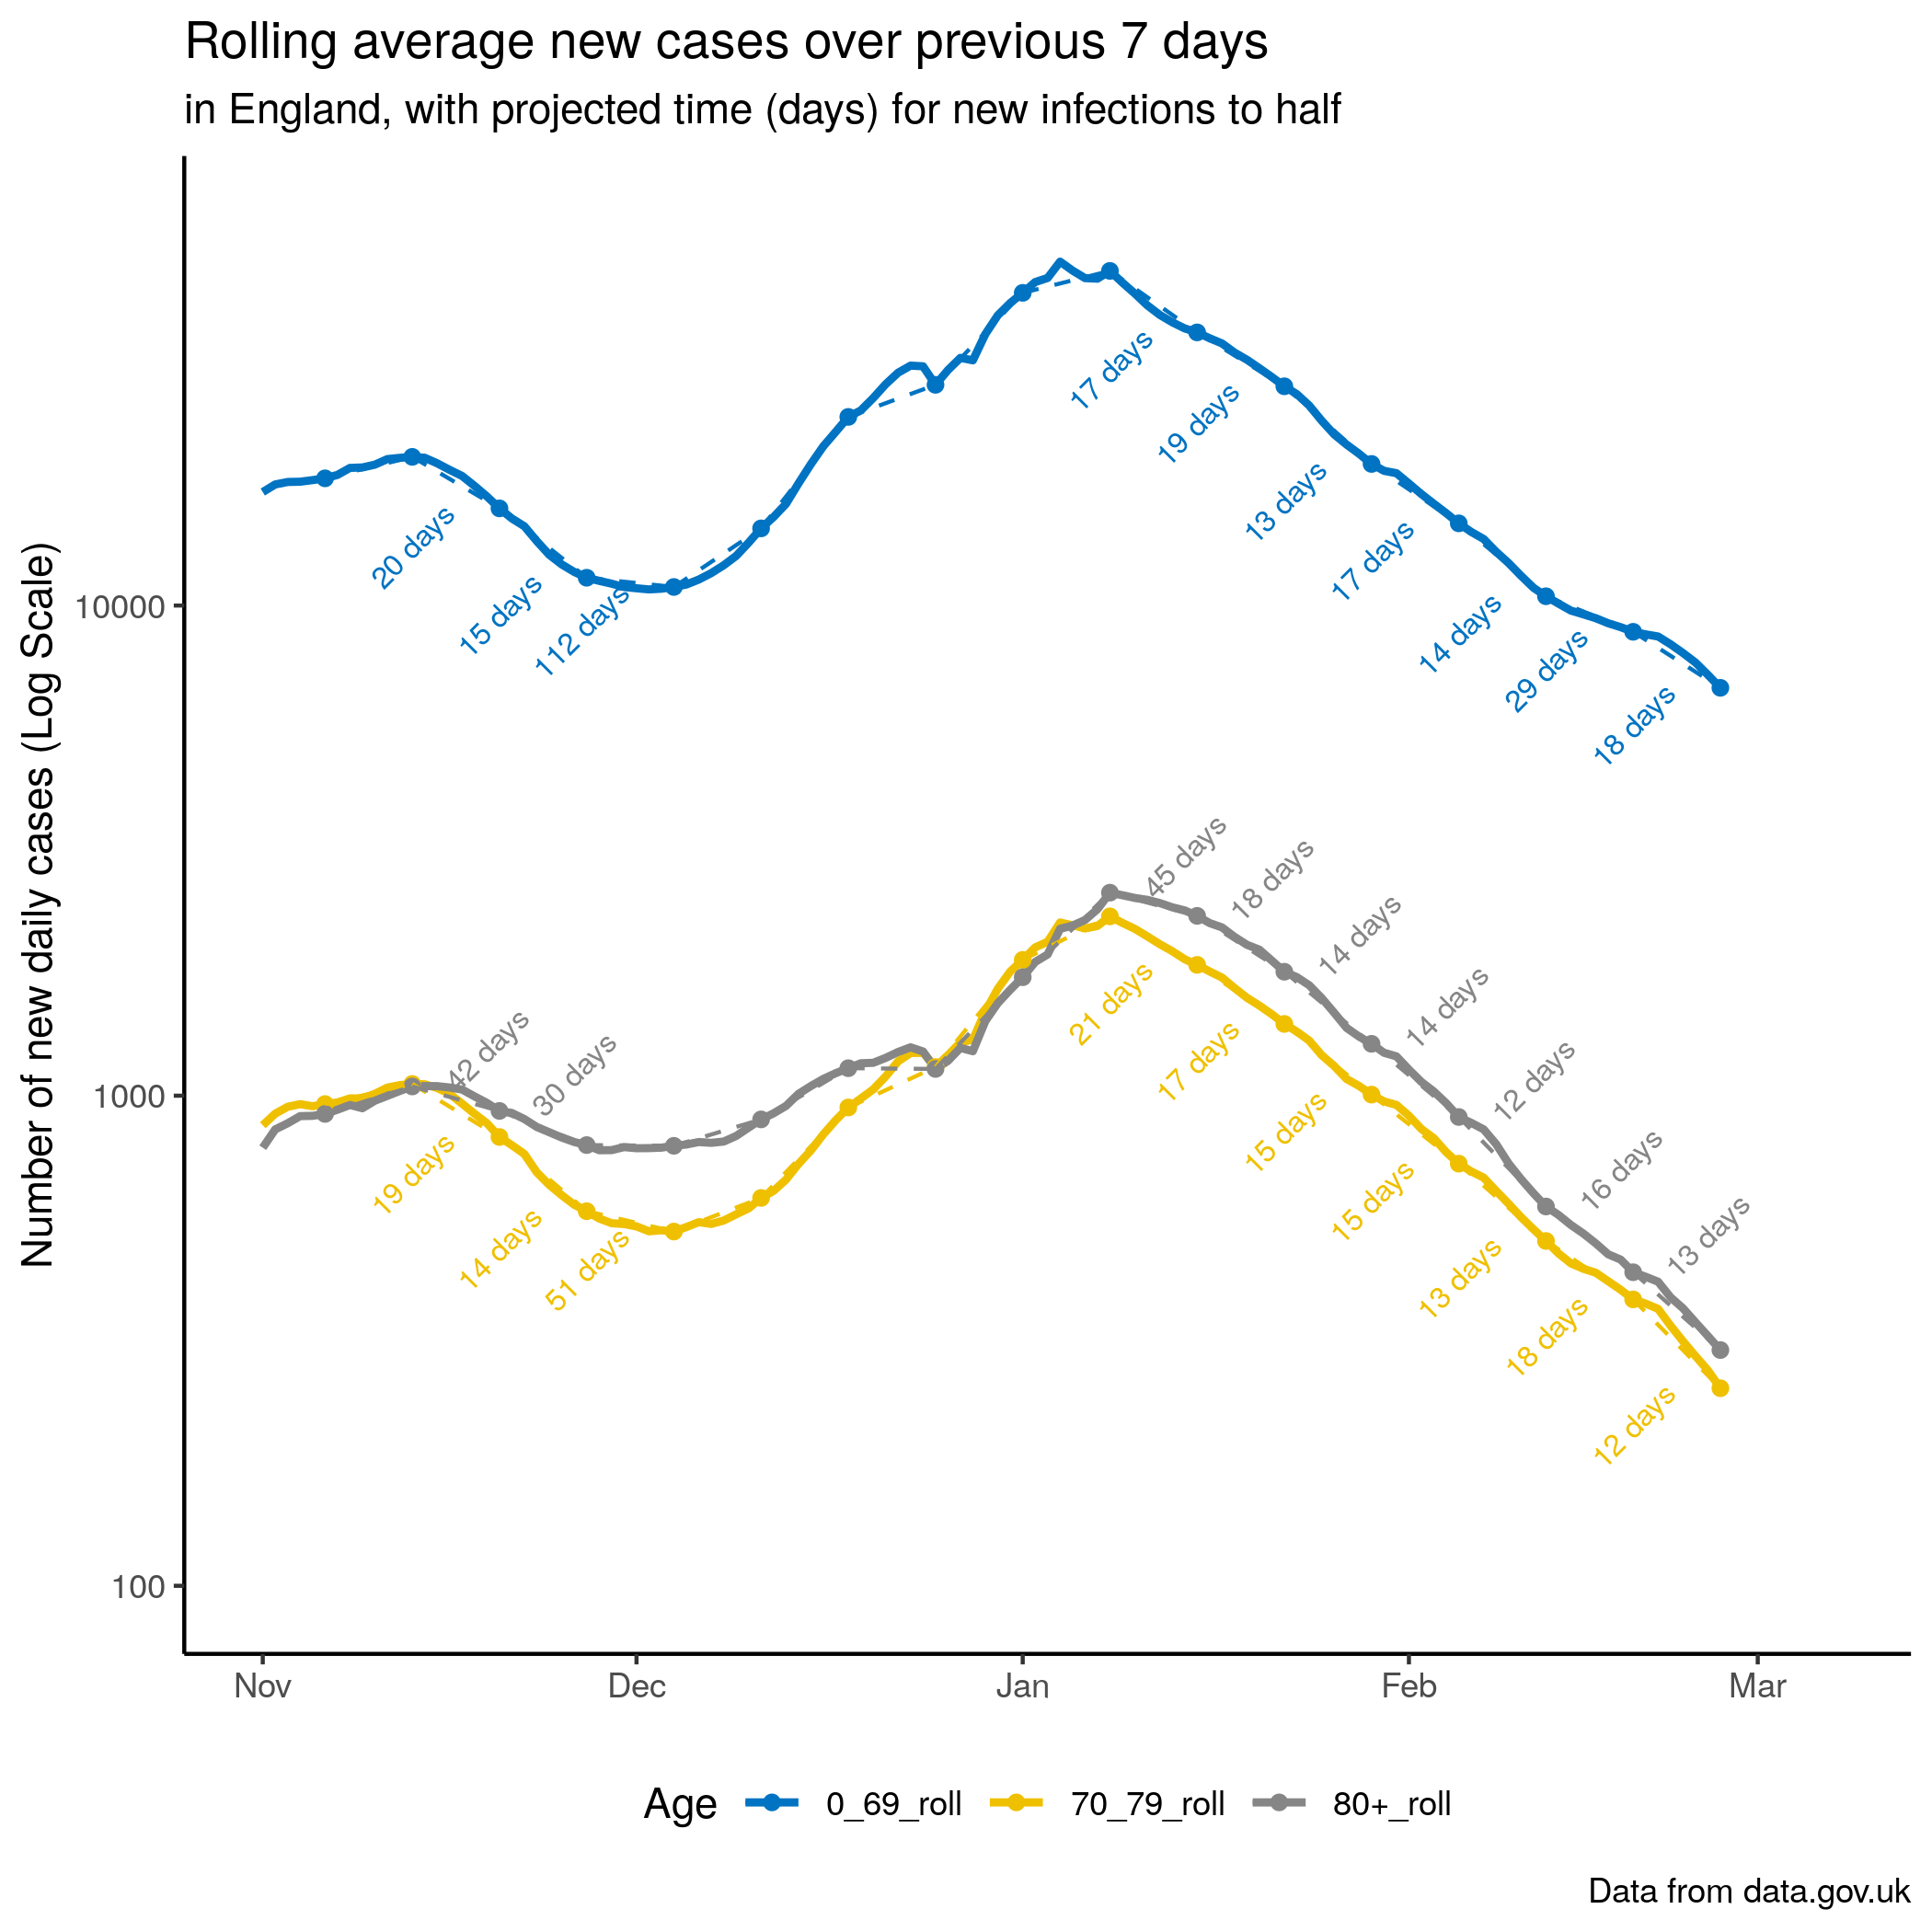 Rolling average new cases over previous 7 days
in England, with projected time (days) for new infections to half
Number of new daily cases (Log Scale)
10000
1000
100
17 days
19 days
13 days
20 days
17 days
15 days
112 days
14 days
29 days
18 days
45 days
18 days
14 days
14 days
42 days
30 days
12 days
21 days
17 days
15 days
16 days
19 days
15 days
13 days
14 days
51 days
13 days
18 days
12 days
Nov
Dec
Jan
Feb
Mar
Age
0_69_roll
70_79_roll
80+_roll
Data from data.gov.uk